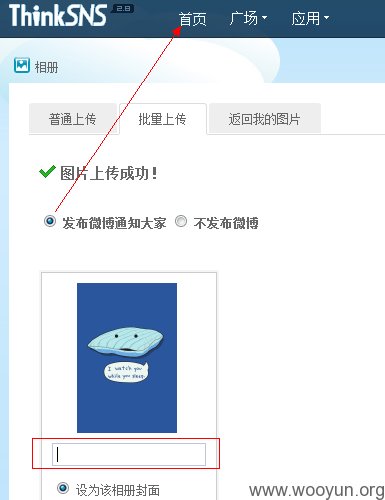 ThinkSNS 2.8 首页 广场 应用
相册
普通上传 批量上传 返回我的图片
图片上传成功！
发布微博通知大家 不发布微博
I watch you
while you sleep.
设为该相册封面
www.wooyun.org